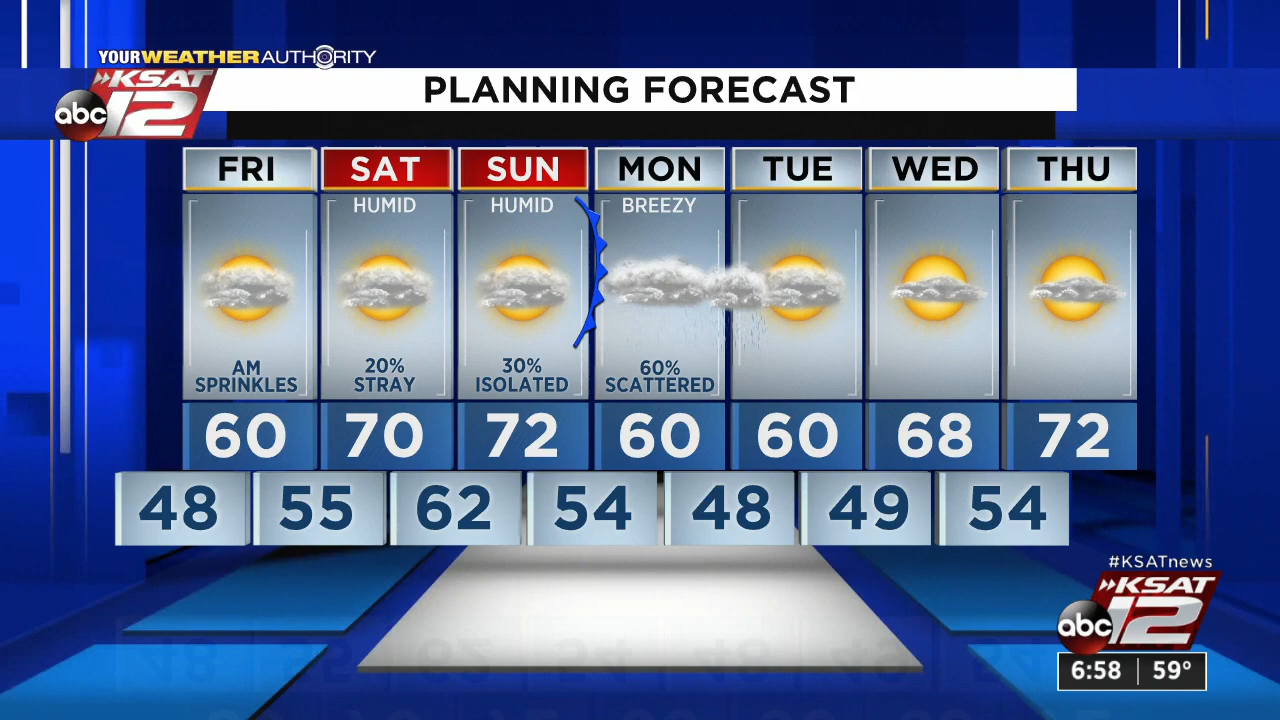 YOURWEATHERAUTHORITY
KSAT
abc 12
PLANNING FORECAST
FRI SAT SUN MON TUE WED THU
HUMID HUMID BREEZY
AM SPRINKLES
20% STRAY
30% ISOLATED
60% SCATTERED
60 70 72 60 60 68 72
48 55 62 54 48 49 54
#KSATnews
KSAT
abc 12
6:58 59°